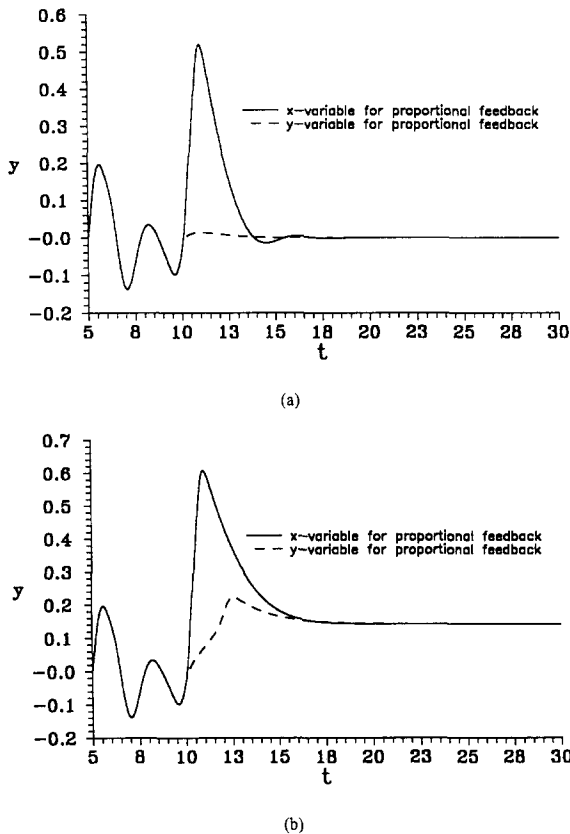 0.6
0.5
0.4
0.3
0.2
0.1
-0.0
-0.1
-0.2
y
x-variable for proportional feedback
y-variable for proportional feedback
5 8 10 13 15 18 20 23 25 28 30
t
(a)
0.7
0.6
0.5
0.4
0.3
0.2
0.1
-0.0
-0.1
-0.2
y
x-variable for proportional feedback
y-variable for proportional feedback
5 8 10 13 15 18 20 23 25 28 30
t
(b)